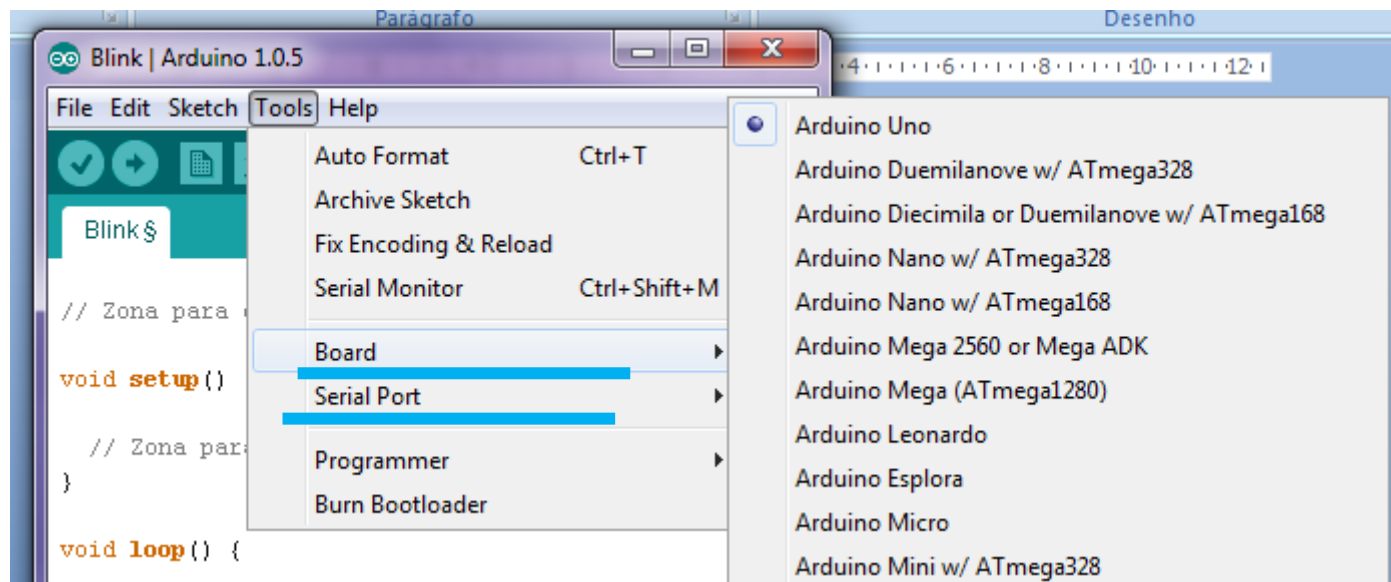 Parágrafo
Desenho
Blink | Arduino 1.0.5
4 6 8 10 12
File Edit Sketch Tools Help
Auto Format Ctrl+T
Archive Sketch
Fix Encoding & Reload
Serial Monitor Ctrl+Shift+M
Board
Serial Port
Programmer
Burn Bootloader
Arduino Uno
Arduino Duemilanove w/ ATmega328
Arduino Diecimila or Duemilanove w/ ATmega168
Arduino Nano w/ ATmega328
Arduino Nano w/ ATmega168
Arduino Mega 2560 or Mega ADK
Arduino Mega (ATmega1280)
Arduino Leonardo
Arduino Esplora
Arduino Micro
Arduino Mini w/ ATmega328
Blink §
// Zona para
void setup()
// Zona para
}
void loop() {